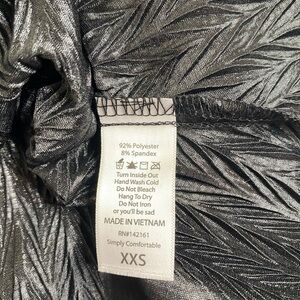 92% Polyester
8% Spandex
Turn Inside Out
Hand Wash Cold
Do Not Bleach
Hang To Dry
Do Not Iron
or you'll be sad
MADE IN VIETNAM
RN#142161
Simply Comfortable
XXS